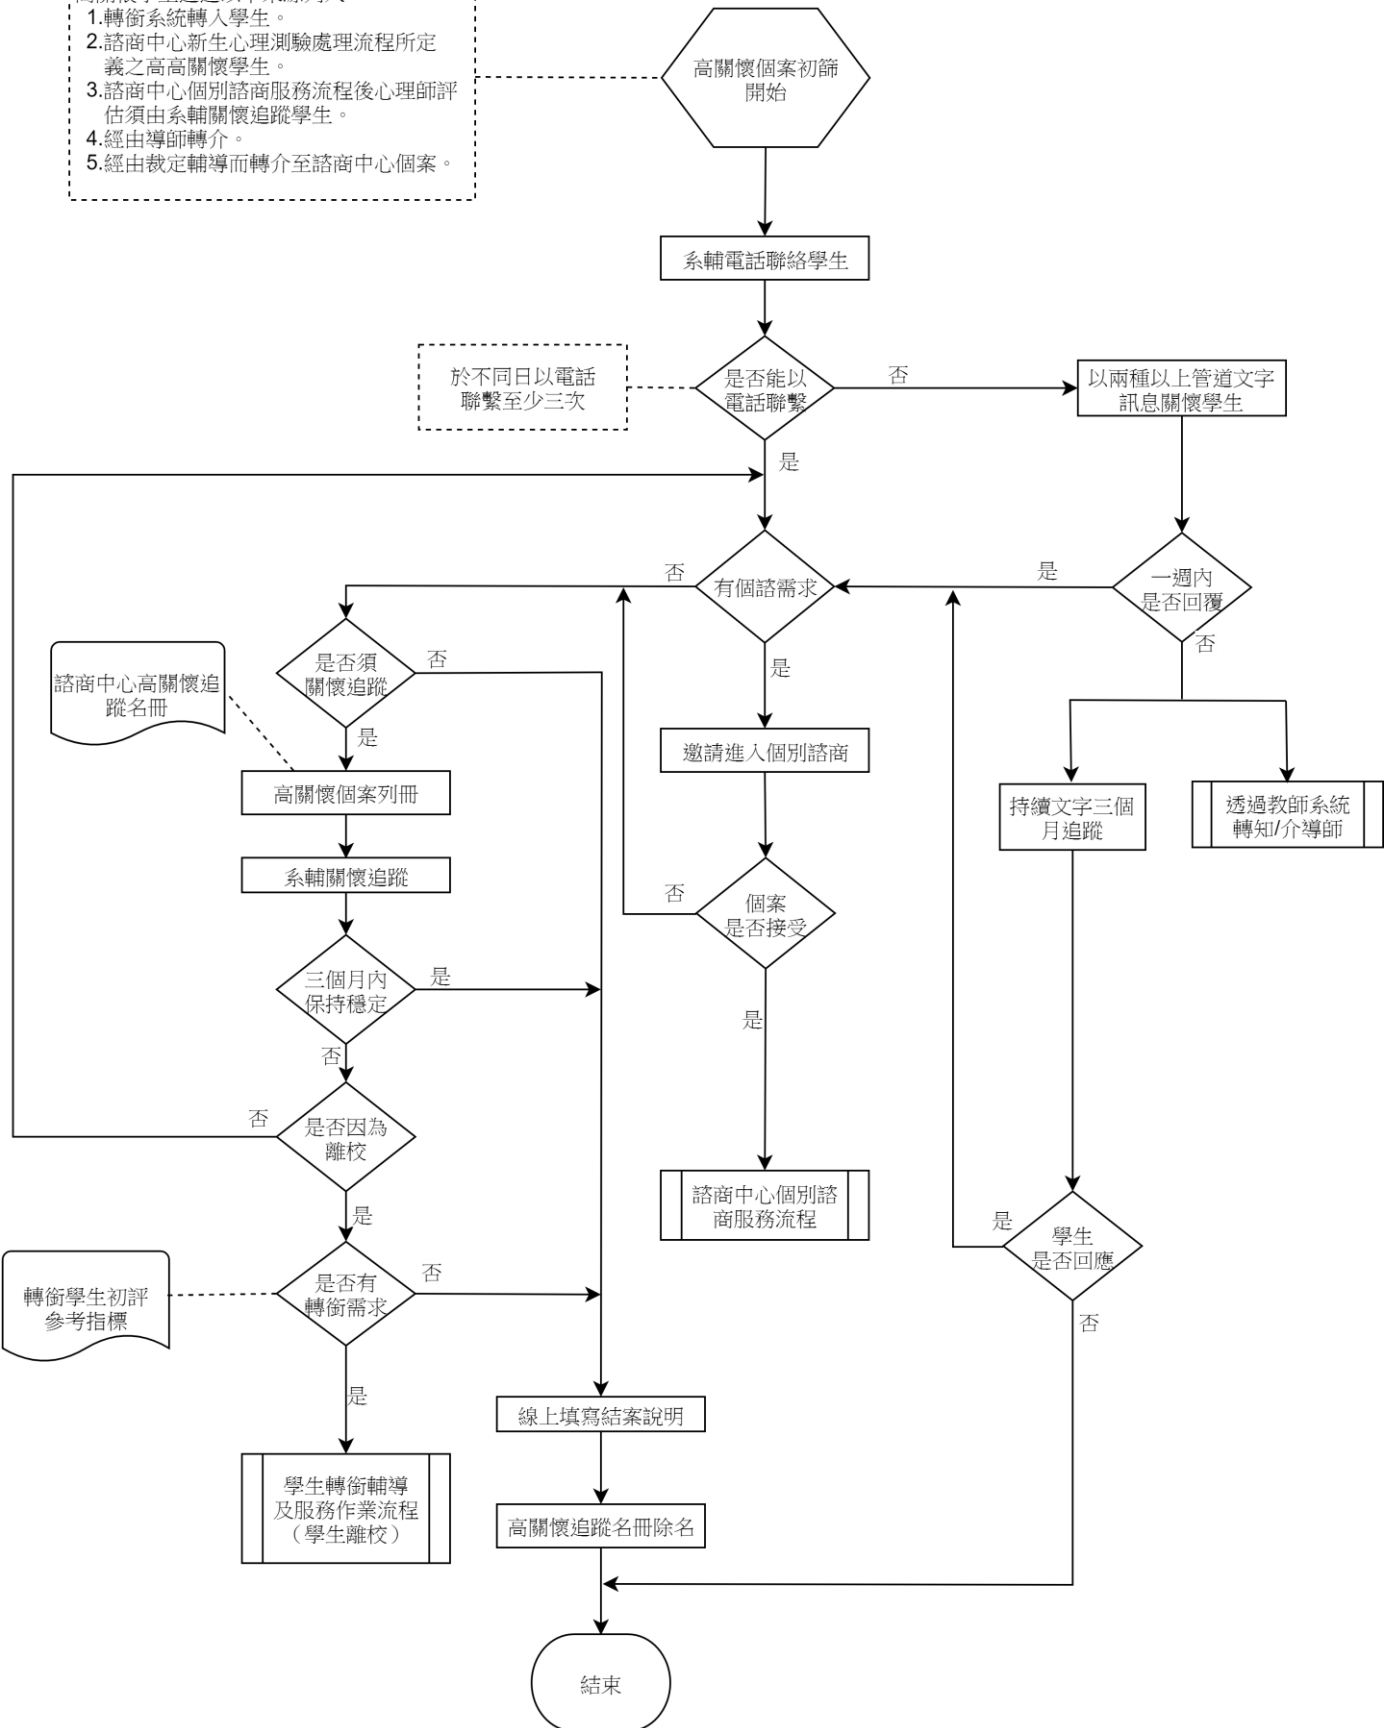 1.轉銜系統轉入學生。
2.諮商中心新生心理測驗處理流程所定
義之高高關懷學生。
3.諮商中心個別諮商服務流程後心理師評
估須由系輔關懷追蹤學生。
4.經由導師轉介。
5.經由裁定輔導而轉介至諮商中心個案。
高關懷個案初篩
開始
系輔電話聯絡學生
於不同日以電話
聯繫至少三次
是否能以
電話聯繫
否
以兩種以上管道文字
訊息關懷學生
是
否
有個諮需求
是
一週內
是否回覆
否
是否須
關懷追蹤
否
是
諮商中心高關懷追
蹤名冊
是
邀請進入個別諮商
高關懷個案列冊
持續文字三個
月追蹤
透過教師系統
轉知/介導師
系輔關懷追蹤
否
個案
是否接受
三個月內
保持穩定
是
是
否
否
是否因為
離校
諮商中心個別諮
商服務流程
是
是
學生
是否回應
轉銜學生初評
參考指標
是否有
轉銜需求
否
否
是
線上填寫結案說明
學生轉銜輔導
及服務作業流程
（學生離校）
高關懷追蹤名冊除名
結束